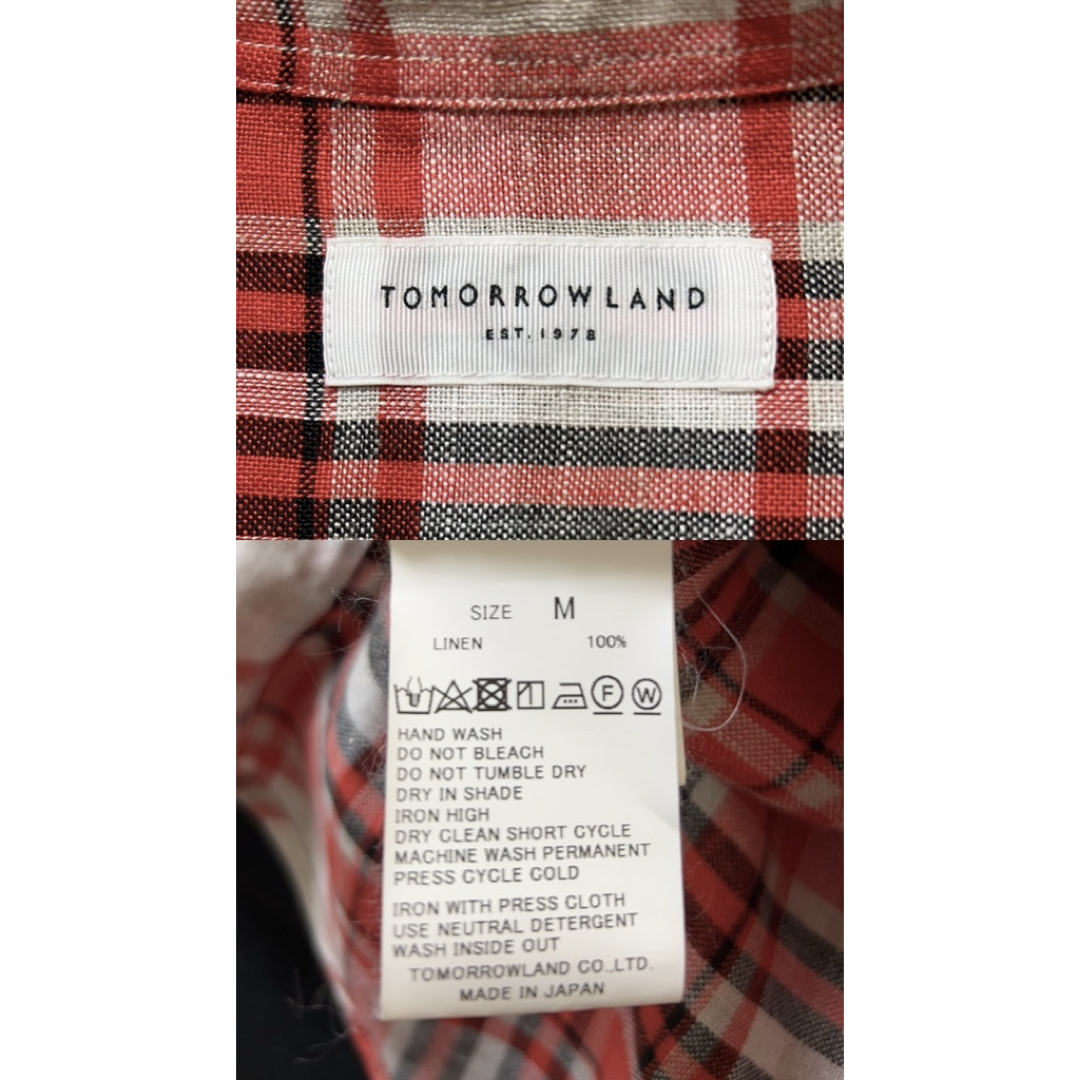 TOMORROWLAND
EST. 1978
SIZE M
LINEN 100%
F W
HAND WASH
DO NOT BLEACH
DO NOT TUMBLE DRY
DRY IN SHADE
IRON HIGH
DRY CLEAN SHORT CYCLE
MACHINE WASH PERMANENT
PRESS CYCLE COLD
IRON WITH PRESS CLOTH
USE NEUTRAL DETERGENT
WASH INSIDE OUT
TOMORROWLAND CO.,LTD.
MADE IN JAPAN